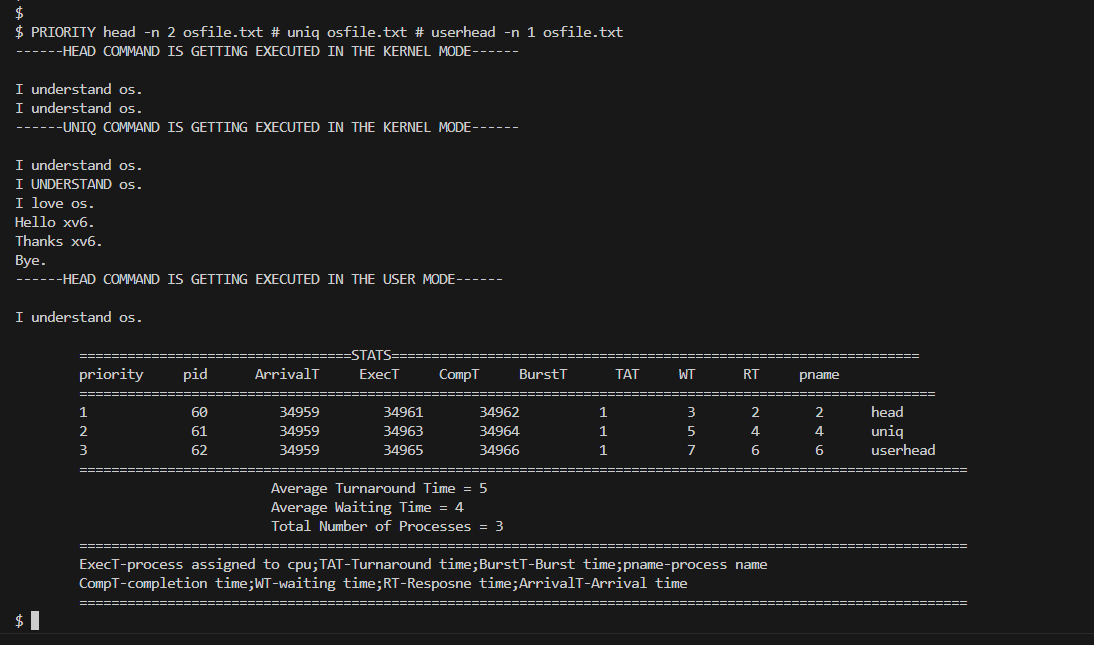 $
$ PRIORITY head -n 2 osfile.txt # uniq osfile.txt # userhead -n 1 osfile.txt
------HEAD COMMAND IS GETTING EXECUTED IN THE KERNEL MODE------
I understand os.
I understand os.
------UNIQ COMMAND IS GETTING EXECUTED IN THE KERNEL MODE------
I understand os.
I UNDERSTAND os.
I love os.
Hello xv6.
Thanks xv6.
Bye.
------HEAD COMMAND IS GETTING EXECUTED IN THE USER MODE------
I understand os.
==================================STATS==================================================================
priority pid ArrivalT ExecT CompT BurstT TAT WT RT pname
===========================================================================================================
1 60 34959 34961 34962 1 3 2 2 head
2 61 34959 34963 34964 1 5 4 4 uniq
3 62 34959 34965 34966 1 7 6 6 userhead
===============================================================================================================
Average Turnaround Time = 5
Average Waiting Time = 4
Total Number of Processes = 3
===============================================================================================================
ExecT-process assigned to cpu;TAT-Turnaround time;BurstT-Burst time;pname-process name
CompT-completion time;WT-waiting time;RT-Resposne time;ArrivalT-Arrival time
===============================================================================================================
$